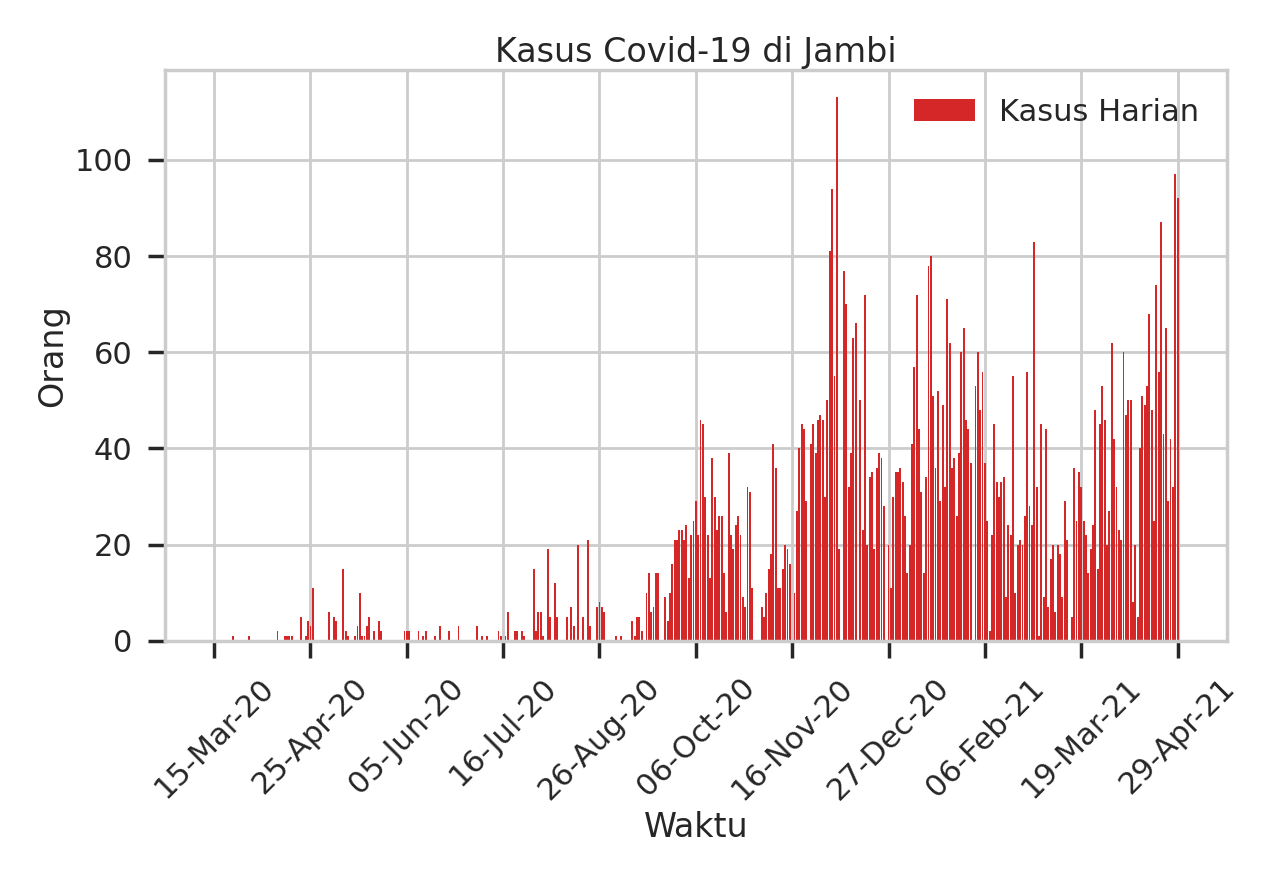 Kasus Covid-19 di Jambi
Kasus Harian
Orang
100
80
60
40
20
0
15-Mar-20
25-Apr-20
05-Jun-20
16-Jul-20
26-Aug-20
06-Oct-20
16-Nov-20
27-Dec-20
06-Feb-21
19-Mar-21
29-Apr-21
Waktu